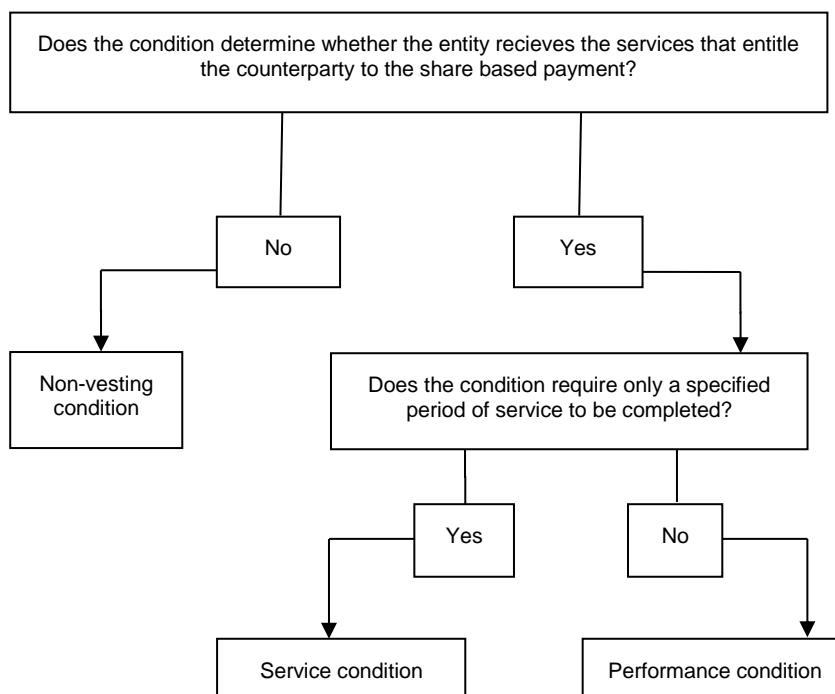 Does the condition determine whether the entity recieves the services that entitle
the counterparty to the share based payment?
No
Yes
Non-vesting
condition
Does the condition require only a specified
period of service to be completed?
Yes
No
Service condition
Performance condition